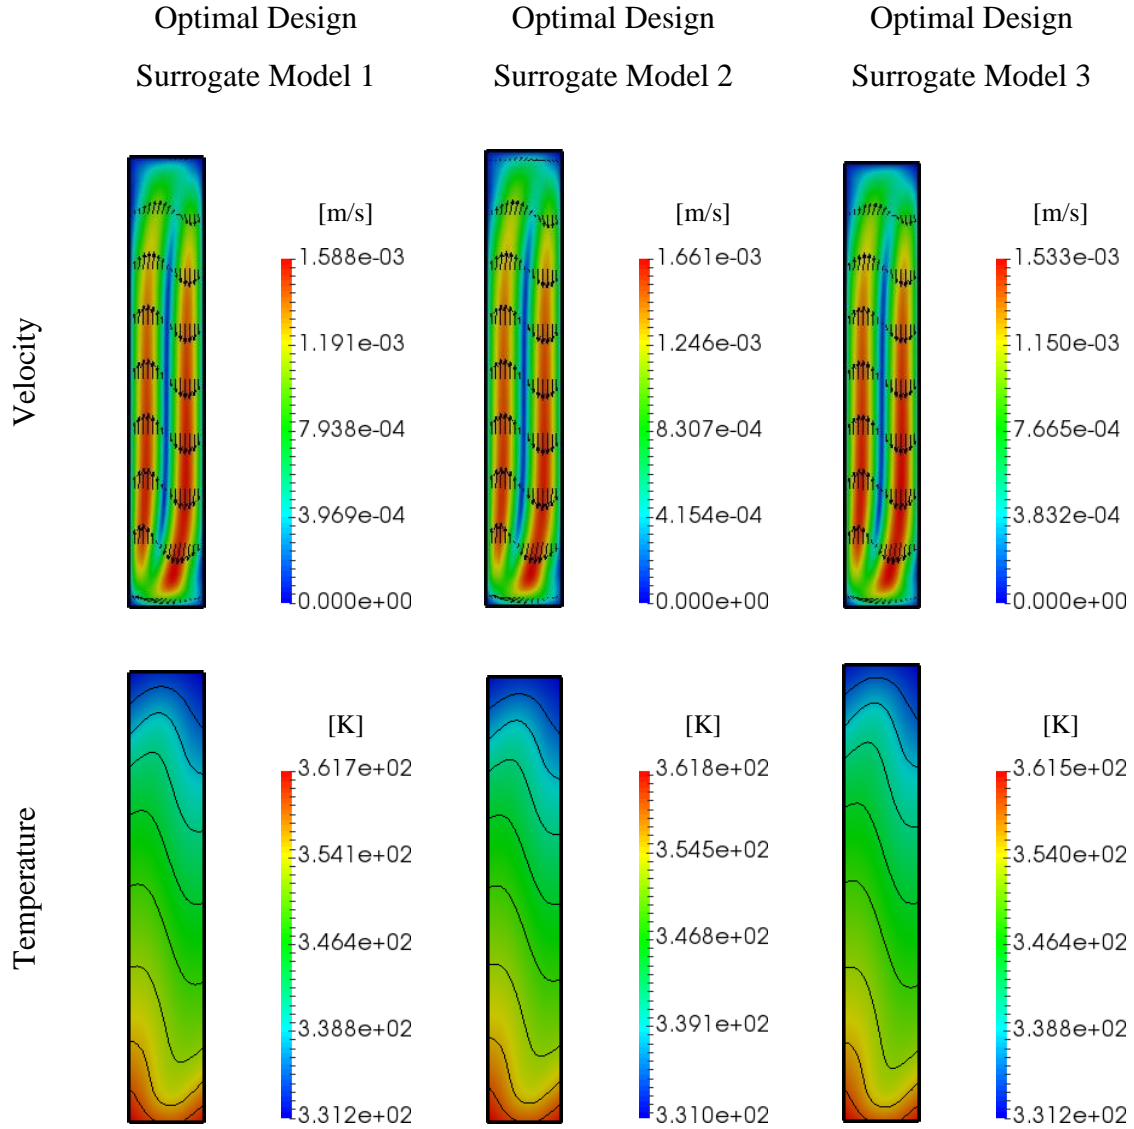 Optimal Design
Surrogate Model 1
Optimal Design
Surrogate Model 2
Optimal Design
Surrogate Model 3
Velocity
[m/s]
1.588e-03
1.191e-03
7.938e-04
3.969e-04
0.000e+00
[m/s]
1.661e-03
1.246e-03
8.307e-04
4.154e-04
0.000e+00
[m/s]
1.533e-03
1.150e-03
7.665e-04
3.832e-04
0.000e+00
Temperature
[K]
3.617e+02
3.541e+02
3.464e+02
3.388e+02
3.312e+02
[K]
3.618e+02
3.545e+02
3.468e+02
3.391e+02
3.310e+02
[K]
3.615e+02
3.540e+02
3.464e+02
3.388e+02
3.312e+02